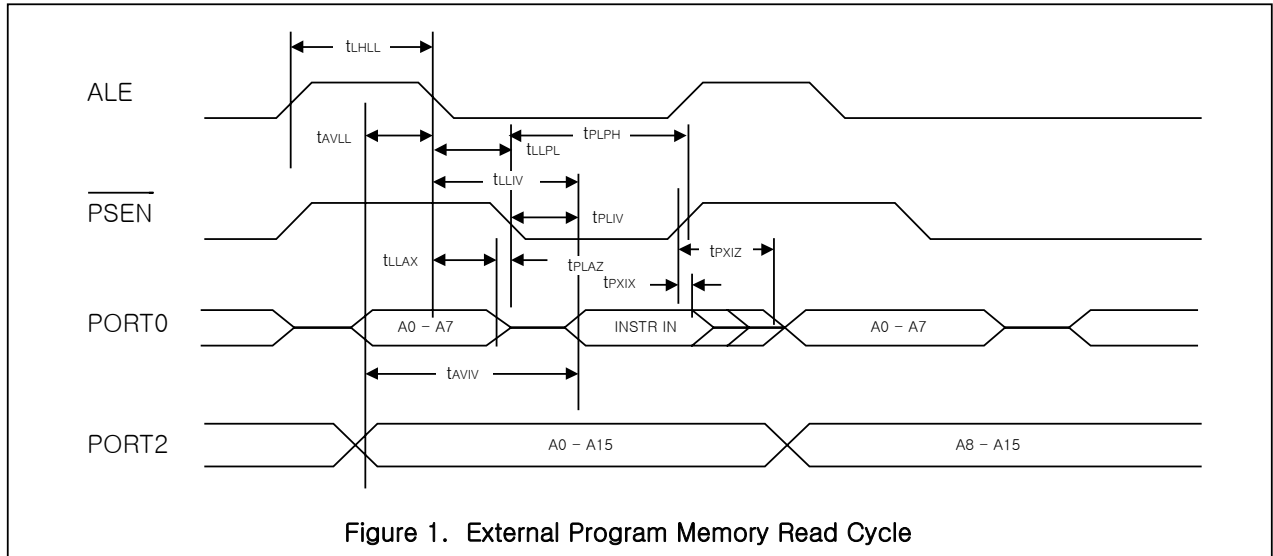 tLHLL
ALE
tAVLL
tPLPH
tLLPL
tLLIV
PSEN
tPLIV
tLLAX
tPLAZ
tPXIZ
tPXIX
PORT0
A0 - A7
INSTR IN
A0 - A7
tAVIV
PORT2
A0 - A15
A8 - A15
Figure 1. External Program Memory Read Cycle